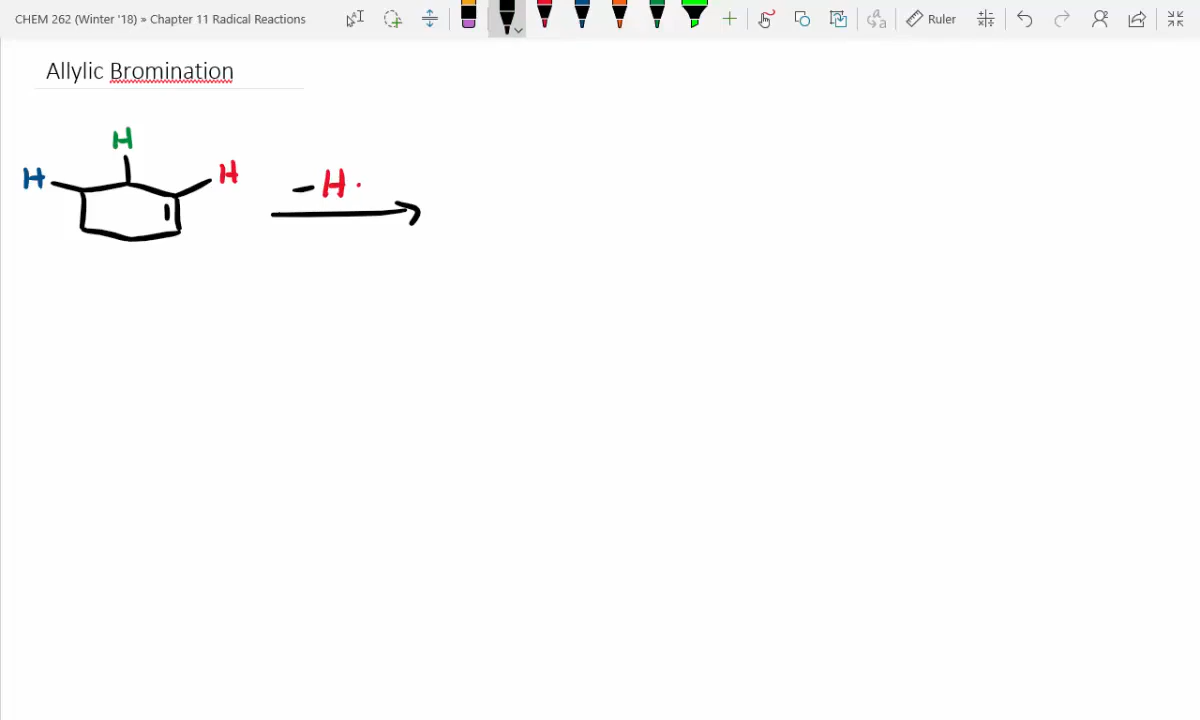 CHEM 262 (Winter '18) » Chapter 11 Radical Reactions
Ruler
Allylic Bromination
H
H
H
- H ·